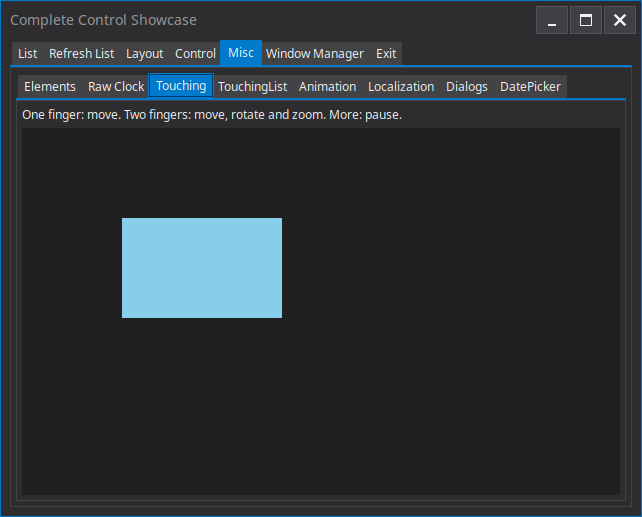 Complete Control Showcase
List Refresh List Layout Control Misc Window Manager Exit
Elements Raw Clock Touching TouchingList Animation Localization Dialogs DatePicker
One finger: move. Two fingers: move, rotate and zoom. More: pause.